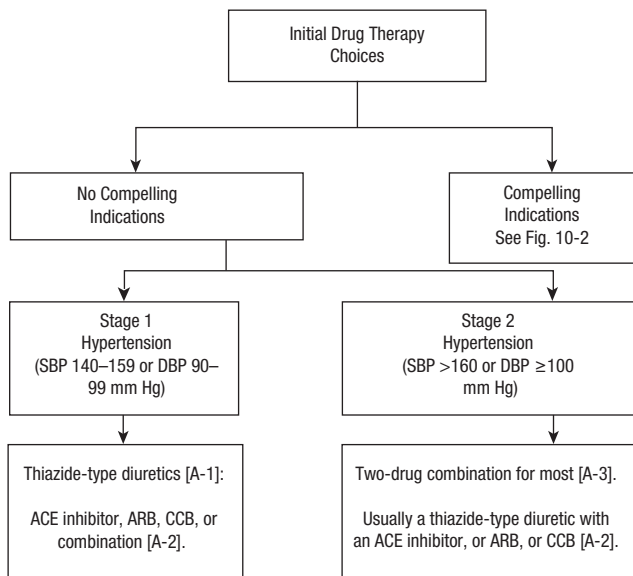 Initial Drug Therapy
Choices
No Compelling
Indications
Compelling
Indications
See Fig. 10-2
Stage 1
Hypertension
(SBP 140–159 or DBP 90–
99 mm Hg)
Stage 2
Hypertension
(SBP >160 or DBP ≥100
mm Hg)
Thiazide-type diuretics [A-1]:
ACE inhibitor, ARB, CCB, or
combination [A-2].
Two-drug combination for most [A-3].
Usually a thiazide-type diuretic with
an ACE inhibitor, or ARB, or CCB [A-2].